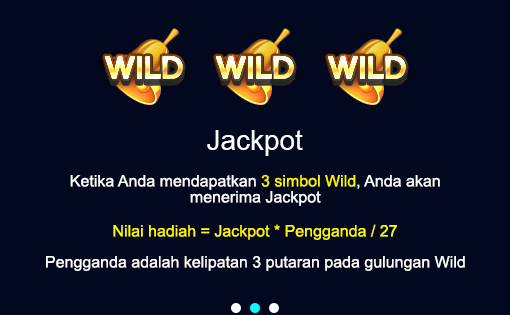 WILD WILD WILD
Jackpot
Ketika Anda mendapatkan 3 simbol Wild, Anda akan
menerima Jackpot
Nilai hadiah = Jackpot * Pengganda / 27
Pengganda adalah kelipatan 3 putaran pada gulungan Wild